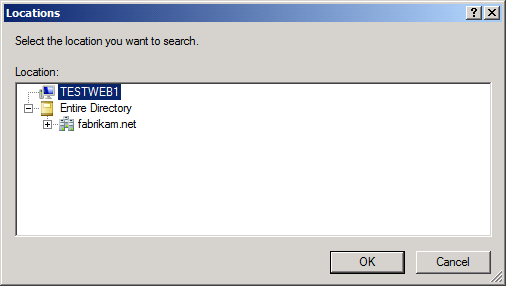 Locations
Select the location you want to search.
Location:
TESTWEB1
Entire Directory
fabrikam.net
OK Cancel